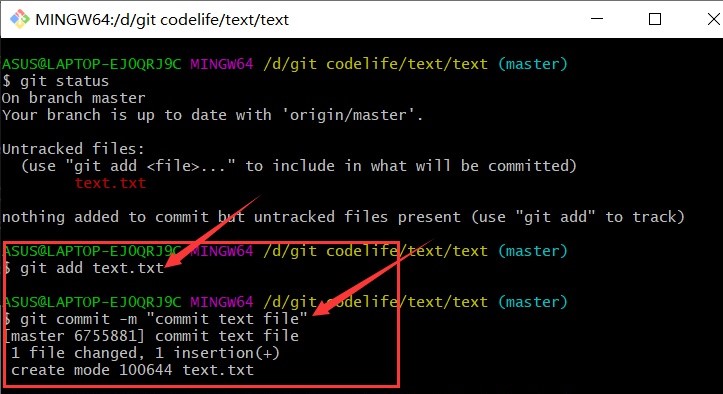 MINGW64:/d/git codelife/text/text
ASUS@LAPTOP-EJ0QRJ9C MINGW64 /d/git codelife/text/text (master)
$ git status
On branch master
Your branch is up to date with 'origin/master'.
Untracked files:
(use "git add <file>..." to include in what will be committed)
text.txt
nothing added to commit but untracked files present (use "git add" to track)
ASUS@LAPTOP-EJ0QRJ9C MINGW64 /d/git codelife/text/text (master)
$ git add text.txt
ASUS@LAPTOP-EJ0QRJ9C MINGW64 /d/git codelife/text/text (master)
$ git commit -m "commit text file"
[master 6755881] commit text file
1 file changed, 1 insertion(+)
create mode 100644 text.txt